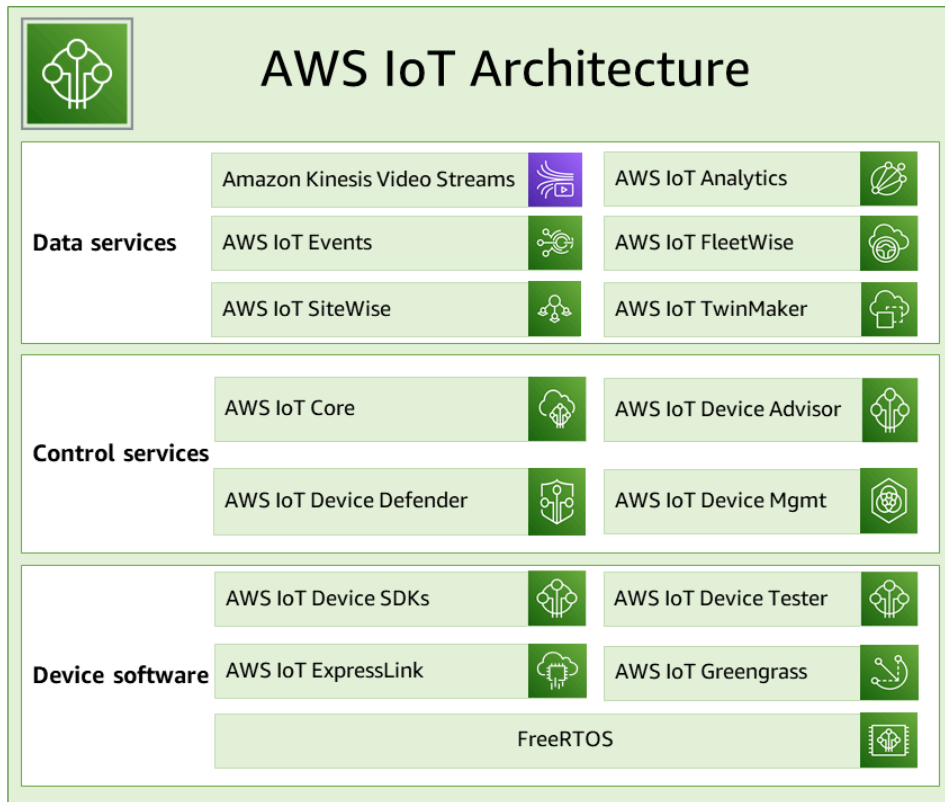 AWS IoT Architecture
Data services
Amazon Kinesis Video Streams
AWS IoT Analytics
AWS IoT Events
AWS IoT FleetWise
AWS IoT SiteWise
AWS IoT TwinMaker
Control services
AWS IoT Core
AWS IoT Device Advisor
AWS IoT Device Defender
AWS IoT Device Mgmt
Device software
AWS IoT Device SDKs
AWS IoT Device Tester
AWS IoT ExpressLink
AWS IoT Greengrass
FreeRTOS